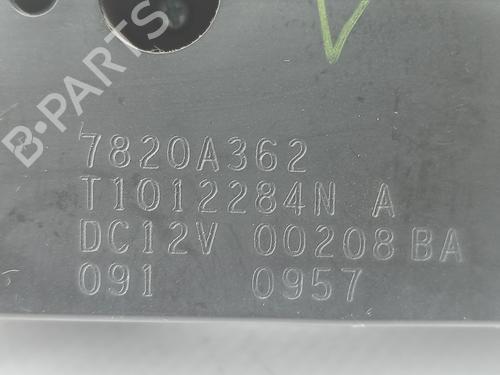 B-PARTS
7820A362
T1012284N A
DC12V 00208BA
091 0957